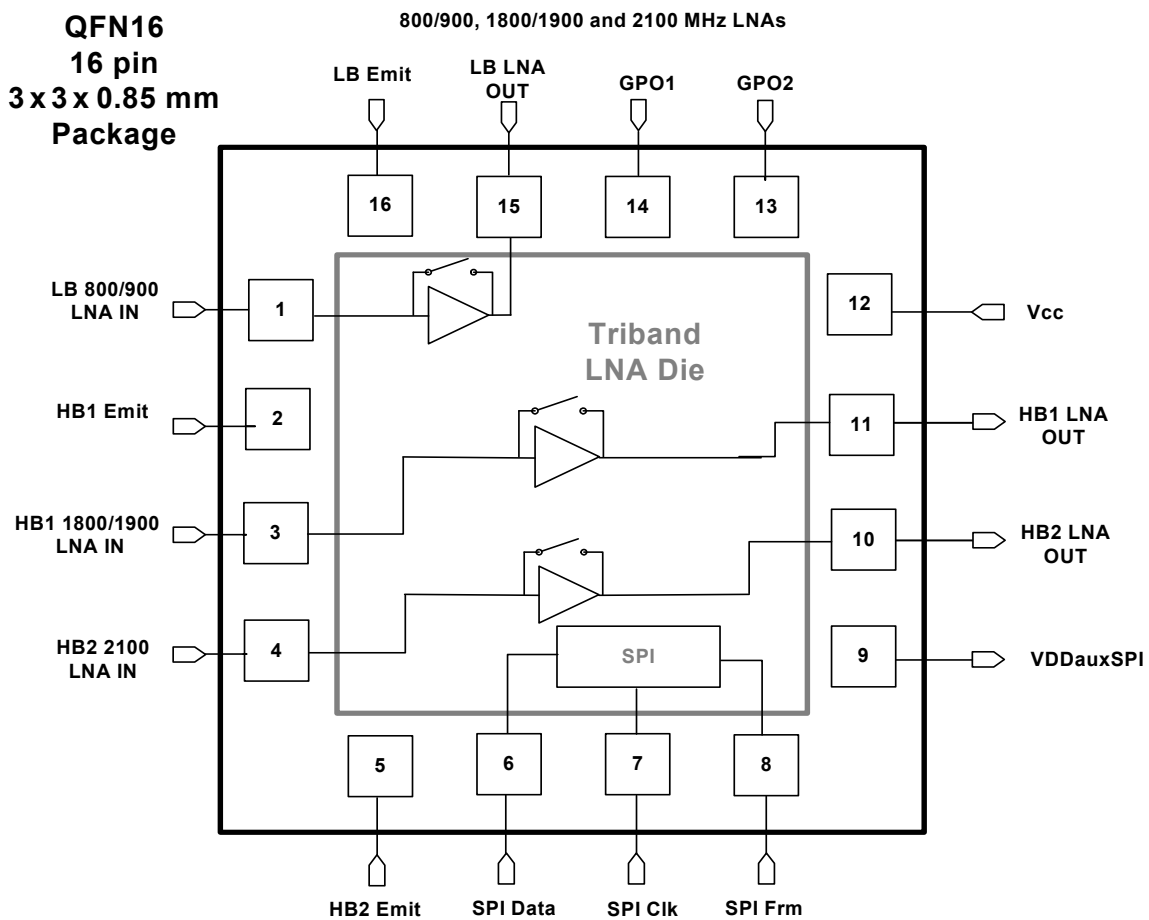 QFN16
16 pin
3 x 3 x 0.85 mm
Package
800/900, 1800/1900 and 2100 MHz LNAs
LB Emit
LB LNA
OUT
GPO1
GPO2
16
15
14
13
LB 800/900
LNA IN
1
12
Vcc
Triband
LNA Die
HB1 Emit
2
11
HB1 LNA
OUT
HB1 1800/1900
LNA IN
3
10
HB2 LNA
OUT
HB2 2100
LNA IN
4
SPI
9
VDDauxSPI
5
6
7
8
HB2 Emit
SPI Data
SPI Clk
SPI Frm